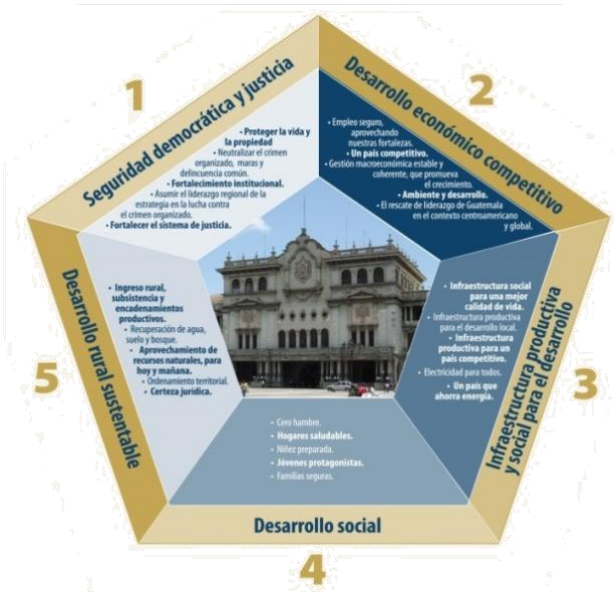 1
Seguridad democrática y justicia
• Proteger la vida y
la propiedad
• Neutralizar el crimen
organizado, maras y
delincuencia común.
• Fortalecimiento institucional.
• Asumir el liderazgo regional de la
estrategia en la lucha contra
el crimen organizado.
• Fortalecer el sistema de justicia.
2
Desarrollo económico competitivo
• Empleo seguro,
aprovechando
nuestras fortalezas.
• Un país competitivo.
• Gestión macroeconómica estable y
coherente, que promueva
el crecimiento.
• Ambiente y desarrollo.
• El rescate de liderazgo de Guatemala
en el contexto centroamericano
y global.
3
Infraestructura productiva
y social para el desarrollo
• Infraestructura social
para una mejor
calidad de vida.
• Infraestructura productiva
para el desarrollo local.
• Infraestructura
productiva para un
país competitivo.
• Electricidad para todos.
• Un país que
ahorra energía.
• Cero hambre.
• Hogares saludables.
• Niñez preparada.
• Jóvenes protagonistas.
• Familias seguras.
Desarrollo social
4
5
Desarrollo rural sustentable
• Ingreso rural,
subsistencia y
encadenamientos
productivos.
• Recuperación de agua,
suelo y bosque.
• Aprovechamiento de
recursos naturales, para
hoy y mañana.
• Ordenamiento territorial.
• Certeza jurídica.